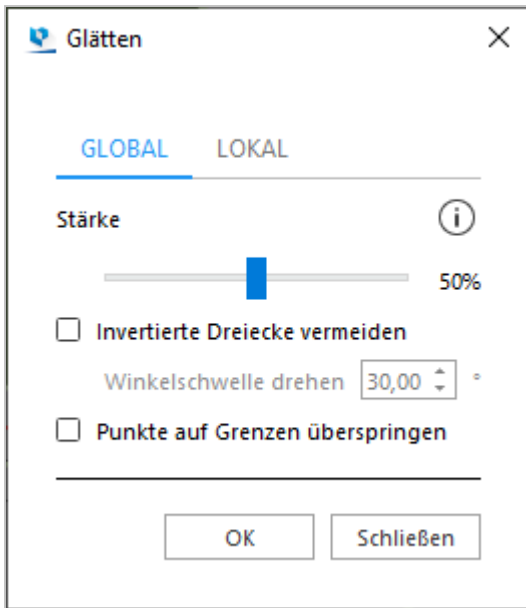 Glätten
GLOBAL LOKAL
Stärke
50%
Invertierte Dreiecke vermeiden
Winkelschwelle drehen 30,00 °
Punkte auf Grenzen überspringen
OK Schließen